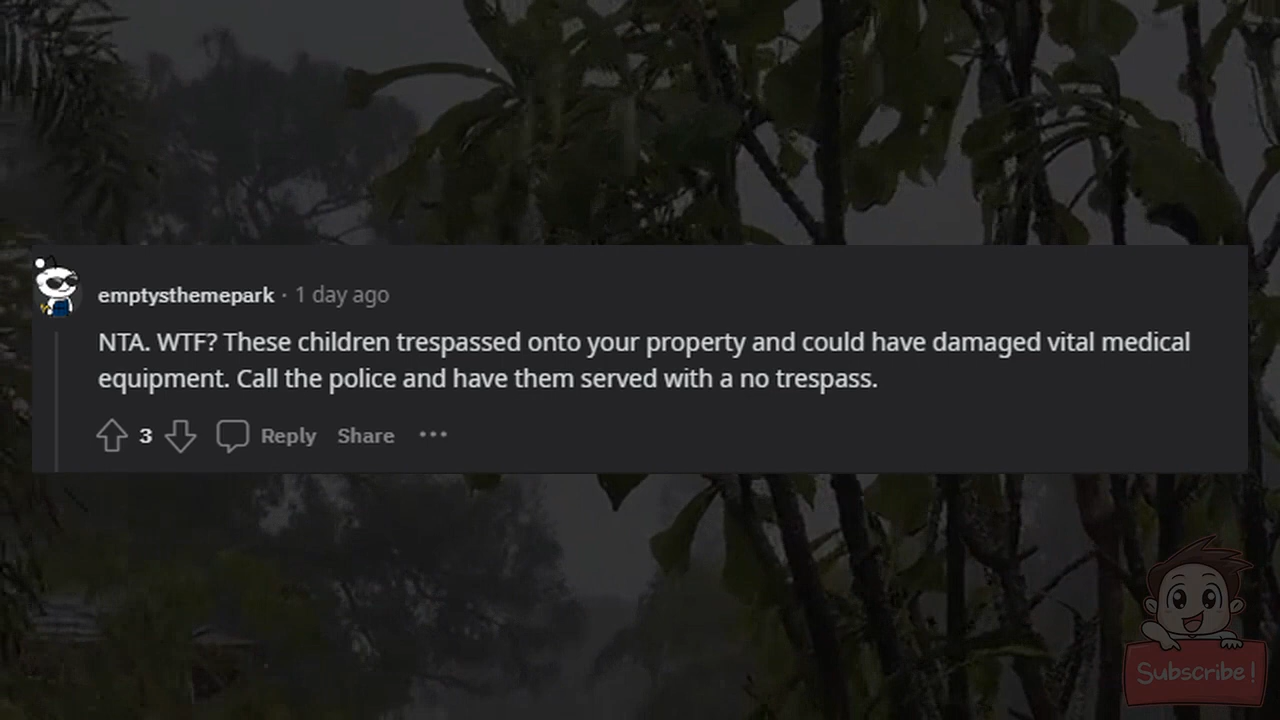 emptysthemepark · 1 day ago
NTA. WTF? These children trespassed onto your property and could have damaged vital medical
equipment. Call the police and have them served with a no trespass.
3 Reply Share ···
Subscribe!